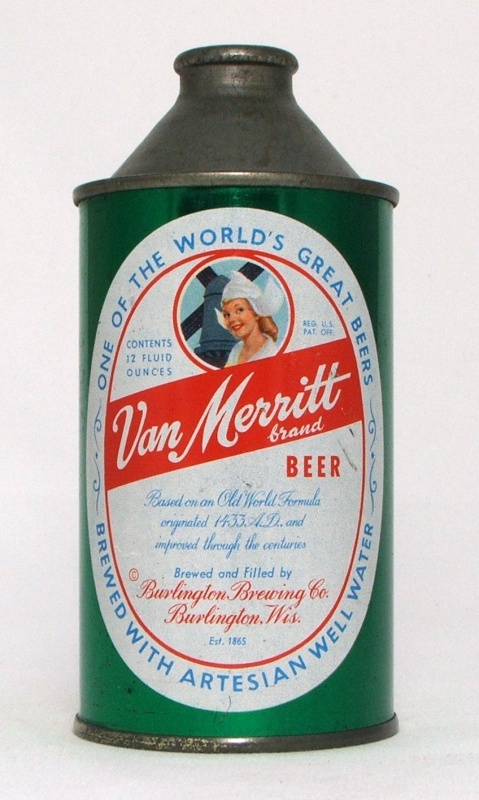 ONE OF THE WORLD'S GREAT BEERS
CONTENTS
12 FLUID
OUNCES
REG. U.S.
PAT. OFF.
Van Merritt
brand
BEER
Based on an Old World Formula
originated 1433 A.D. and
improved through the centuries
Brewed and Filled by
© Burlington Brewing Co.
Burlington, Wis.
Est. 1865
BREWED WITH ARTESIAN WELL WATER